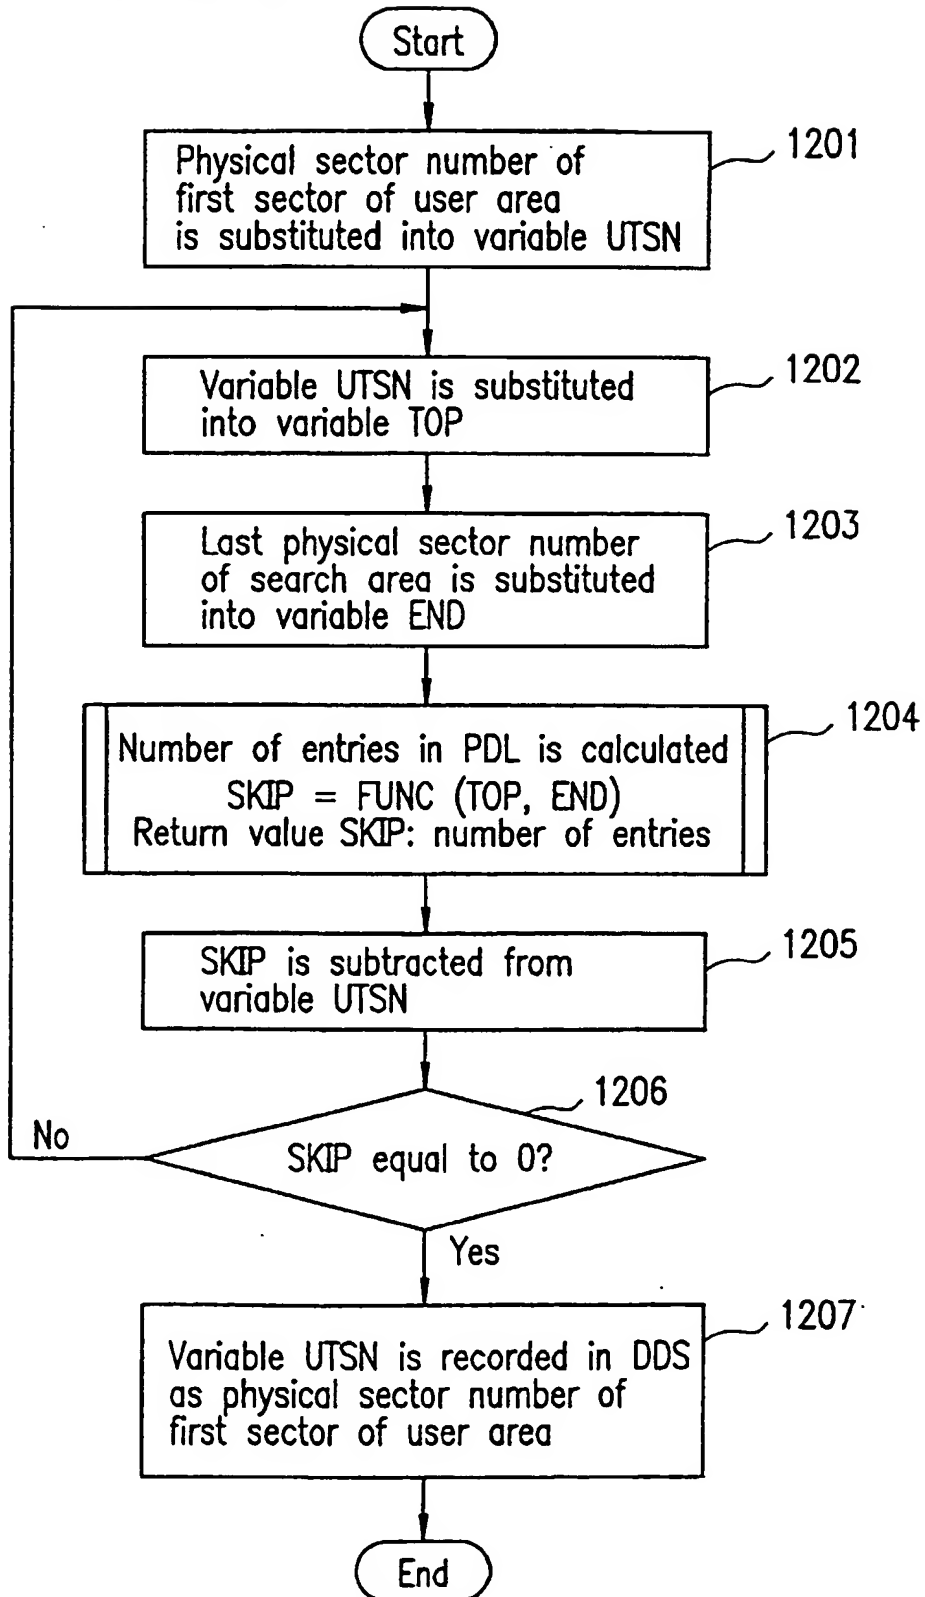 Start
Physical sector number of
first sector of user area
is substituted into variable UTSN
1201
Variable UTSN is substituted
into variable TOP
1202
Last physical sector number
of search area is substituted
into variable END
1203
Number of entries in PDL is calculated
SKIP = FUNC (TOP, END)
Return value SKIP: number of entries
1204
SKIP is subtracted from
variable UTSN
1205
1206
No
SKIP equal to 0?
Yes
Variable UTSN is recorded in DDS
as physical sector number of
first sector of user area
1207
End